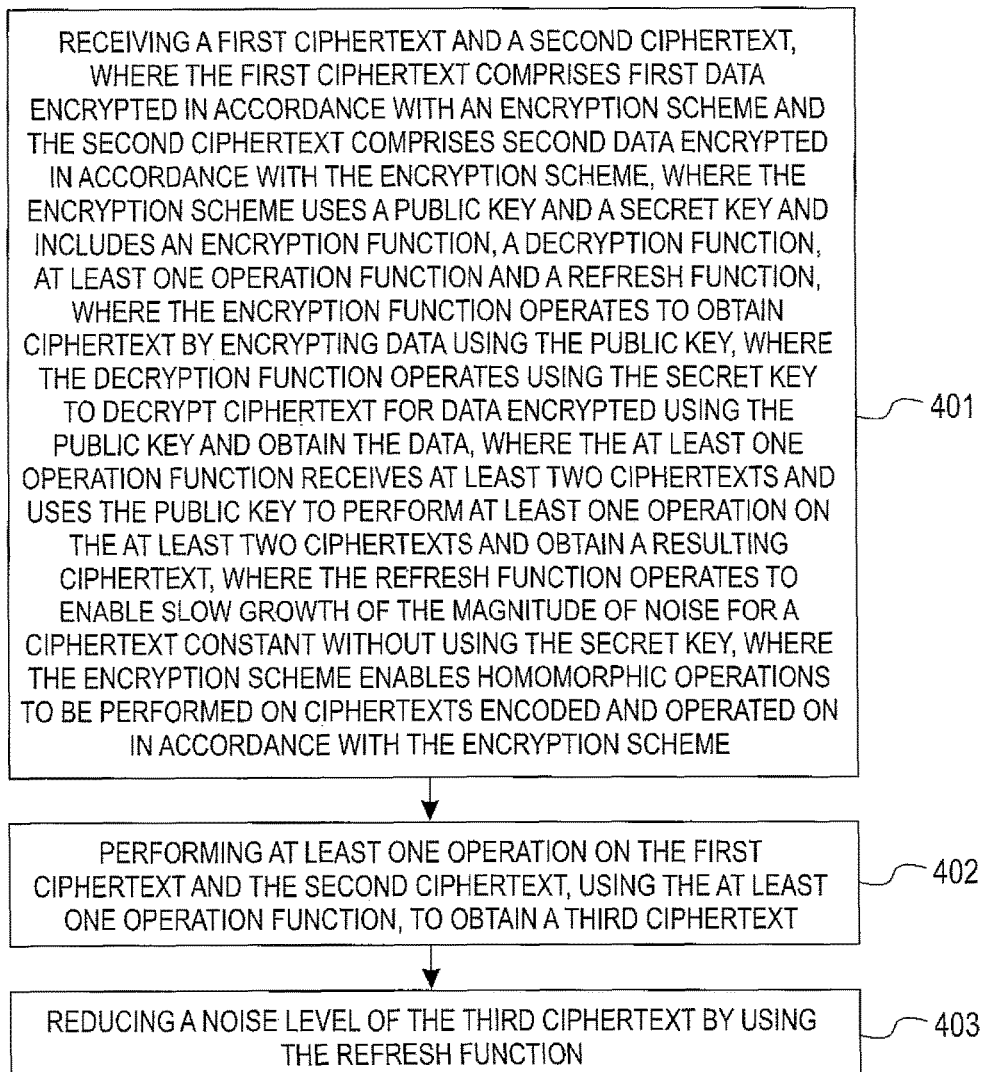 RECEIVING A FIRST CIPHERTEXT AND A SECOND CIPHERTEXT,
WHERE THE FIRST CIPHERTEXT COMPRISES FIRST DATA
ENCRYPTED IN ACCORDANCE WITH AN ENCRYPTION SCHEME AND
THE SECOND CIPHERTEXT COMPRISES SECOND DATA ENCRYPTED
IN ACCORDANCE WITH THE ENCRYPTION SCHEME, WHERE THE
ENCRYPTION SCHEME USES A PUBLIC KEY AND A SECRET KEY AND
INCLUDES AN ENCRYPTION FUNCTION, A DECRYPTION FUNCTION,
AT LEAST ONE OPERATION FUNCTION AND A REFRESH FUNCTION,
WHERE THE ENCRYPTION FUNCTION OPERATES TO OBTAIN
CIPHERTEXT BY ENCRYPTING DATA USING THE PUBLIC KEY, WHERE
THE DECRYPTION FUNCTION OPERATES USING THE SECRET KEY
TO DECRYPT CIPHERTEXT FOR DATA ENCRYPTED USING THE
PUBLIC KEY AND OBTAIN THE DATA, WHERE THE AT LEAST ONE
OPERATION FUNCTION RECEIVES AT LEAST TWO CIPHERTEXTS AND
USES THE PUBLIC KEY TO PERFORM AT LEAST ONE OPERATION ON
THE AT LEAST TWO CIPHERTEXTS AND OBTAIN A RESULTING
CIPHERTEXT, WHERE THE REFRESH FUNCTION OPERATES TO
ENABLE SLOW GROWTH OF THE MAGNITUDE OF NOISE FOR A
CIPHERTEXT CONSTANT WITHOUT USING THE SECRET KEY, WHERE
THE ENCRYPTION SCHEME ENABLES HOMOMORPHIC OPERATIONS
TO BE PERFORMED ON CIPHERTEXTS ENCODED AND OPERATED ON
IN ACCORDANCE WITH THE ENCRYPTION SCHEME
401
PERFORMING AT LEAST ONE OPERATION ON THE FIRST
CIPHERTEXT AND THE SECOND CIPHERTEXT, USING THE AT LEAST
ONE OPERATION FUNCTION, TO OBTAIN A THIRD CIPHERTEXT
402
REDUCING A NOISE LEVEL OF THE THIRD CIPHERTEXT BY USING
THE REFRESH FUNCTION
403